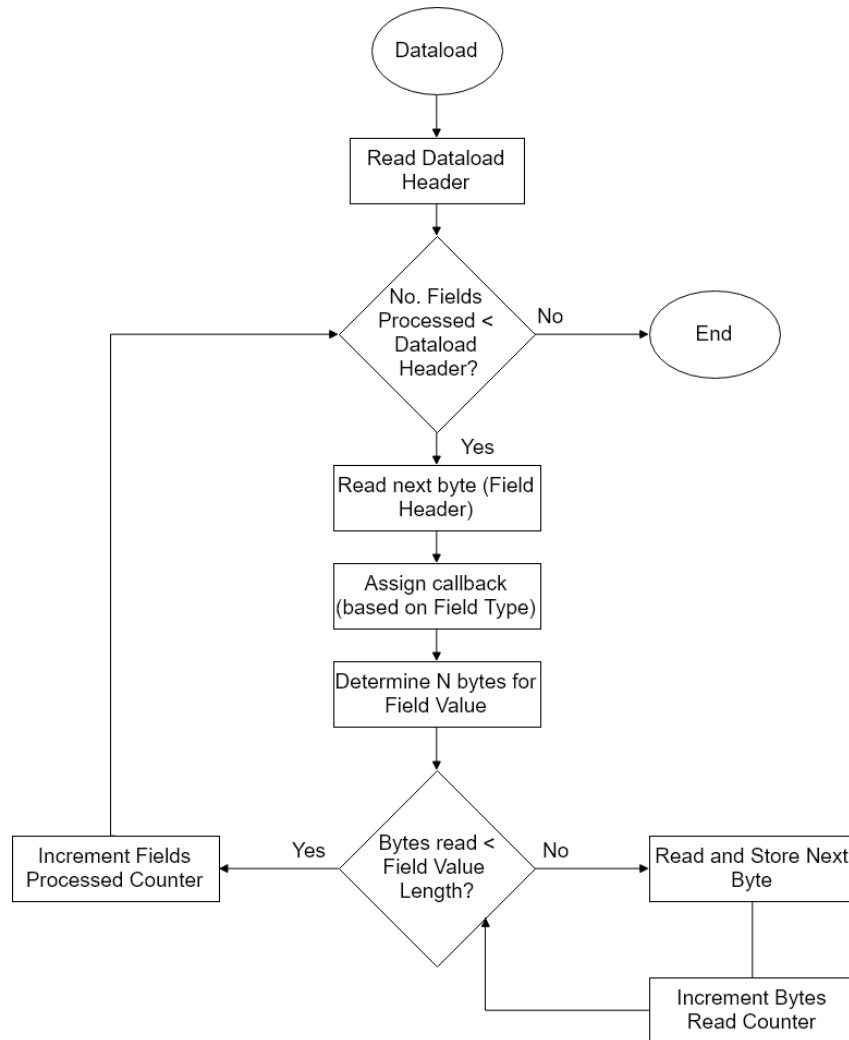 Dataload
Read Dataload
Header
No. Fields
Processed <
Dataload
Header?
No
End
Yes
Read next byte (Field
Header)
Assign callback
(based on Field Type)
Determine N bytes for
Field Value
Bytes read <
Field Value
Length?
Yes
Increment Fields
Processed Counter
No
Read and Store Next
Byte
Increment Bytes
Read Counter